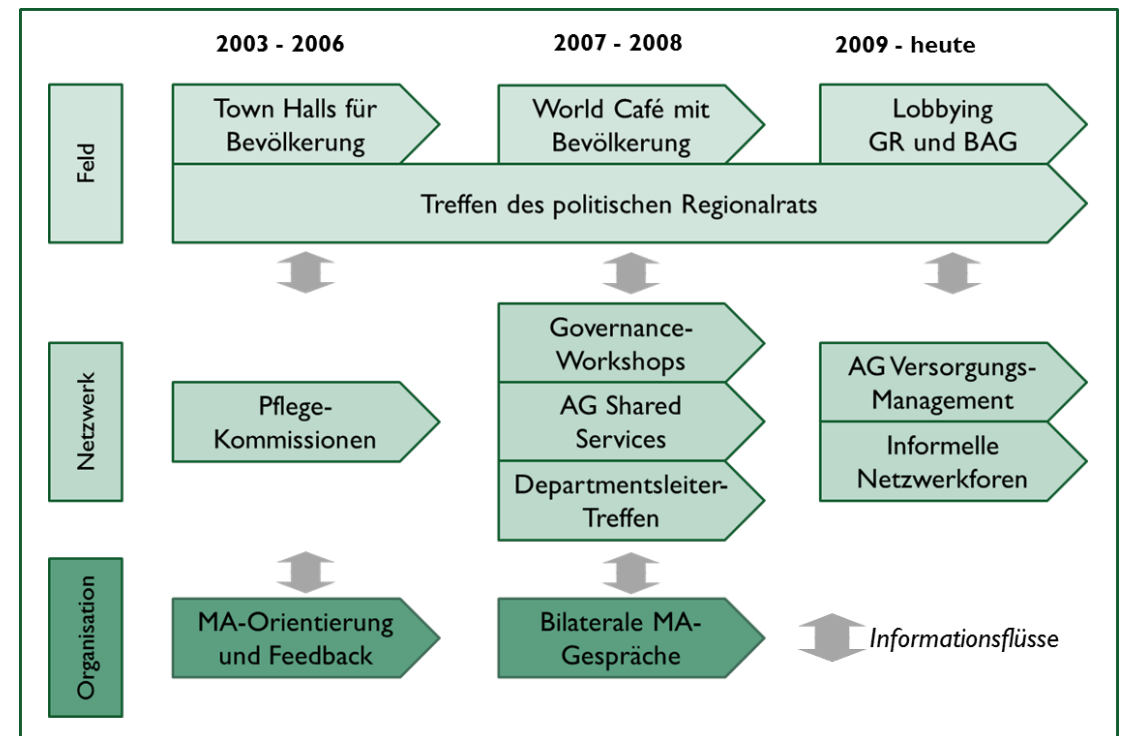 2003 - 2006
2007 - 2008
2009 - heute
Feld
Town Halls für
Bevölkerung
World Café mit
Bevölkerung
Lobbying
GR und BAG
Treffen des politischen Regionalrats
Netzwerk
Pflege-
Kommissionen
Governance-
Workshops
AG Shared
Services
Departmentsleiter-
Treffen
AG Versorgungs-
Management
Informelle
Netzwerkforen
Organisation
MA-Orientierung
und Feedback
Bilaterale MA-
Gespräche
Informationsflüsse